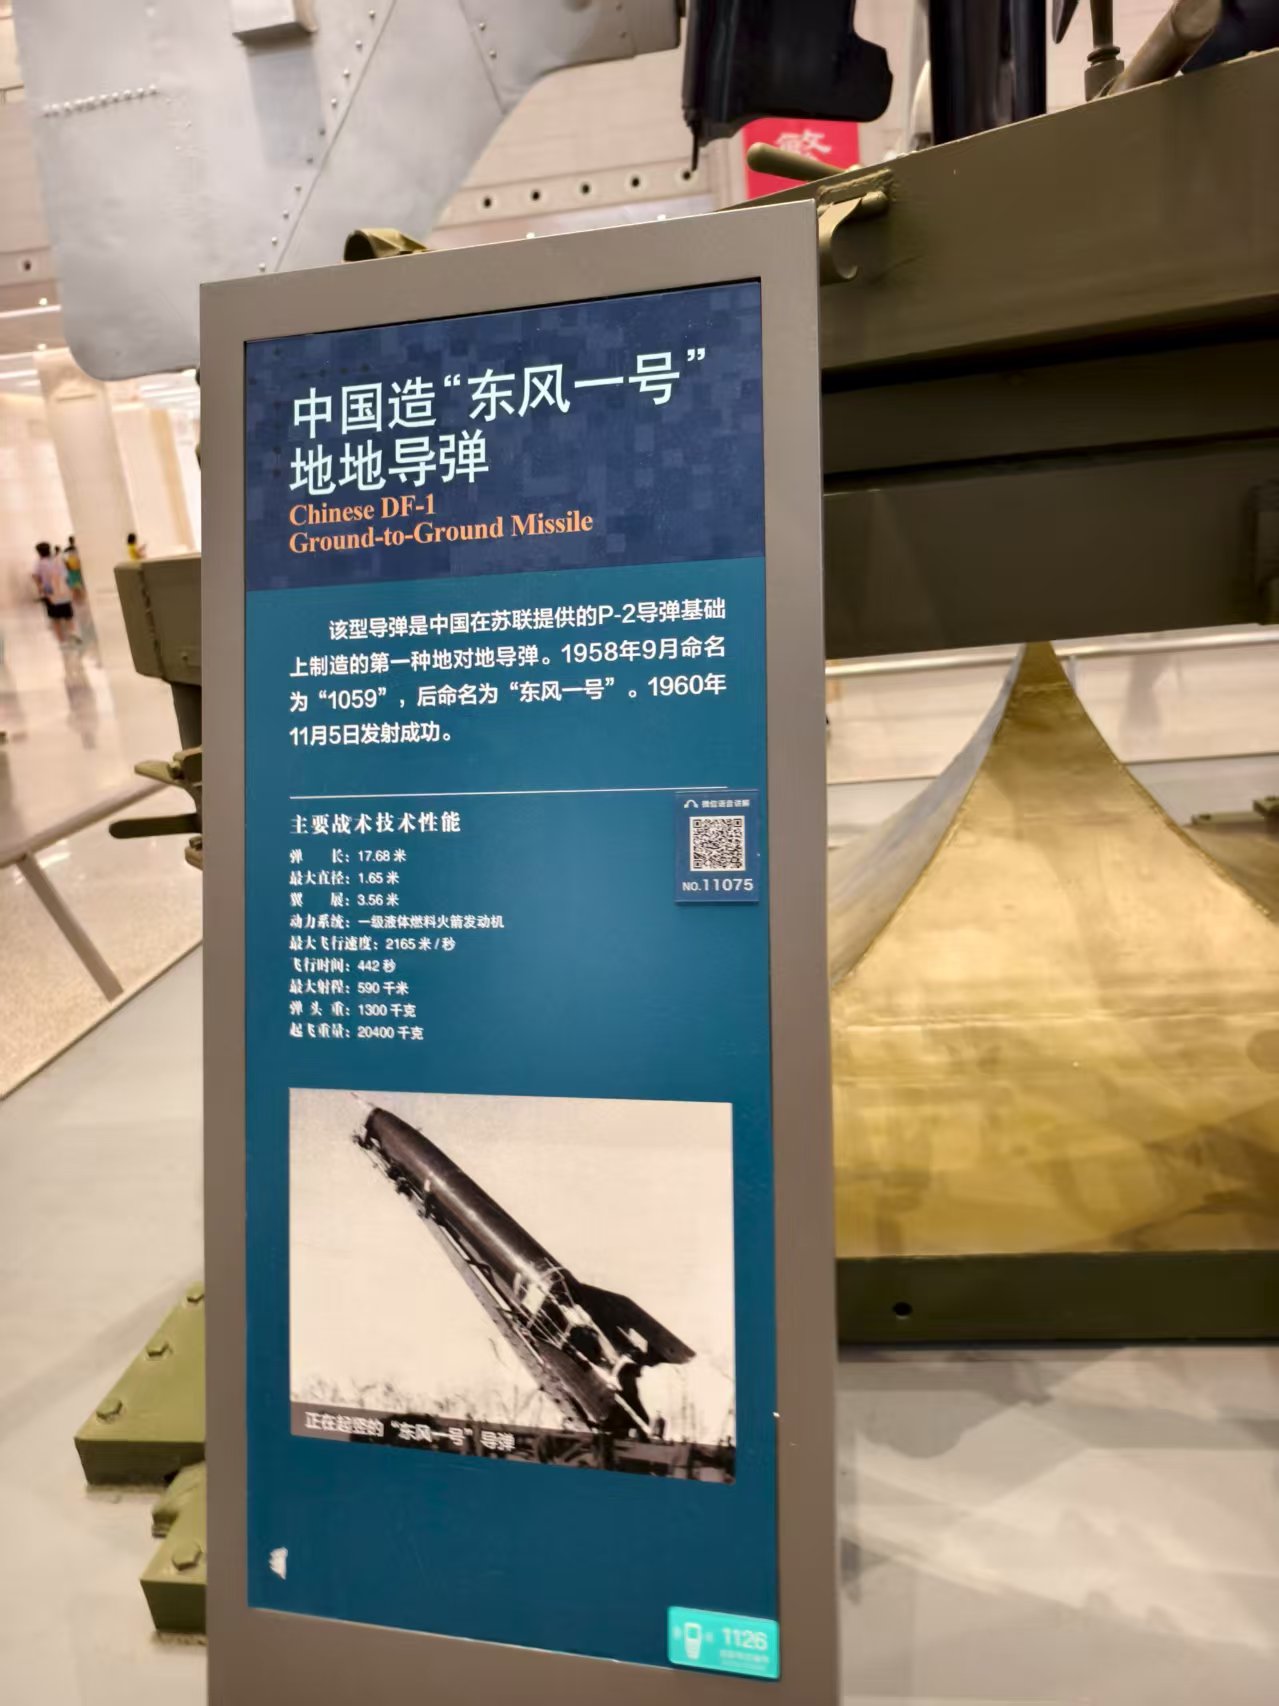 中国造“东风一号”
地地导弹
Chinese DF-1
Ground-to-Ground Missile
该型导弹是中国在苏联提供的P-2导弹基础
上制造的第一种地对地导弹。1958年9月命名
为“1059”，后命名为“东风一号”。1960年
11月5日发射成功。
主要战术技术性能
弹 长：17.68 米
最大直径：1.65 米
翼 展：3.56 米
动力系统：一级液体燃料火箭发动机
最大飞行速度：2165 米 / 秒
飞行时间：442 秒
最大射程：590 千米
弹 头 重：1300 千克
起飞重量：20400 千克
微信语音讲解
NO.11075
正在起竖的“东风一号”导弹
1126